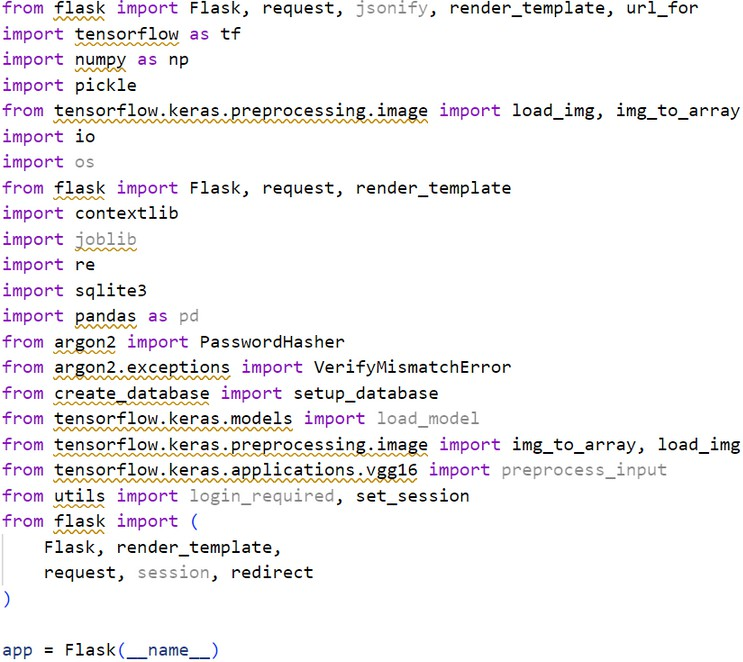 from flask import Flask, request, jsonify, render_template, url_for
import tensorflow as tf
import numpy as np
import pickle
from tensorflow.keras.preprocessing.image import load_img, img_to_array
import io
import os
from flask import Flask, request, render_template
import contextlib
import joblib
import re
import sqlite3
import pandas as pd
from argon2 import PasswordHasher
from argon2.exceptions import VerifyMismatchError
from create_database import setup_database
from tensorflow.keras.models import load_model
from tensorflow.keras.preprocessing.image import img_to_array, load_img
from tensorflow.keras.applications.vgg16 import preprocess_input
from utils import login_required, set_session
from flask import (
    Flask, render_template,
    request, session, redirect
)
app = Flask(__name__)